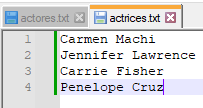 actores.txt actrices.txt
1 Carmen Machi
2 Jennifer Lawrence
3 Carrie Fisher
4 Penelope Cruz